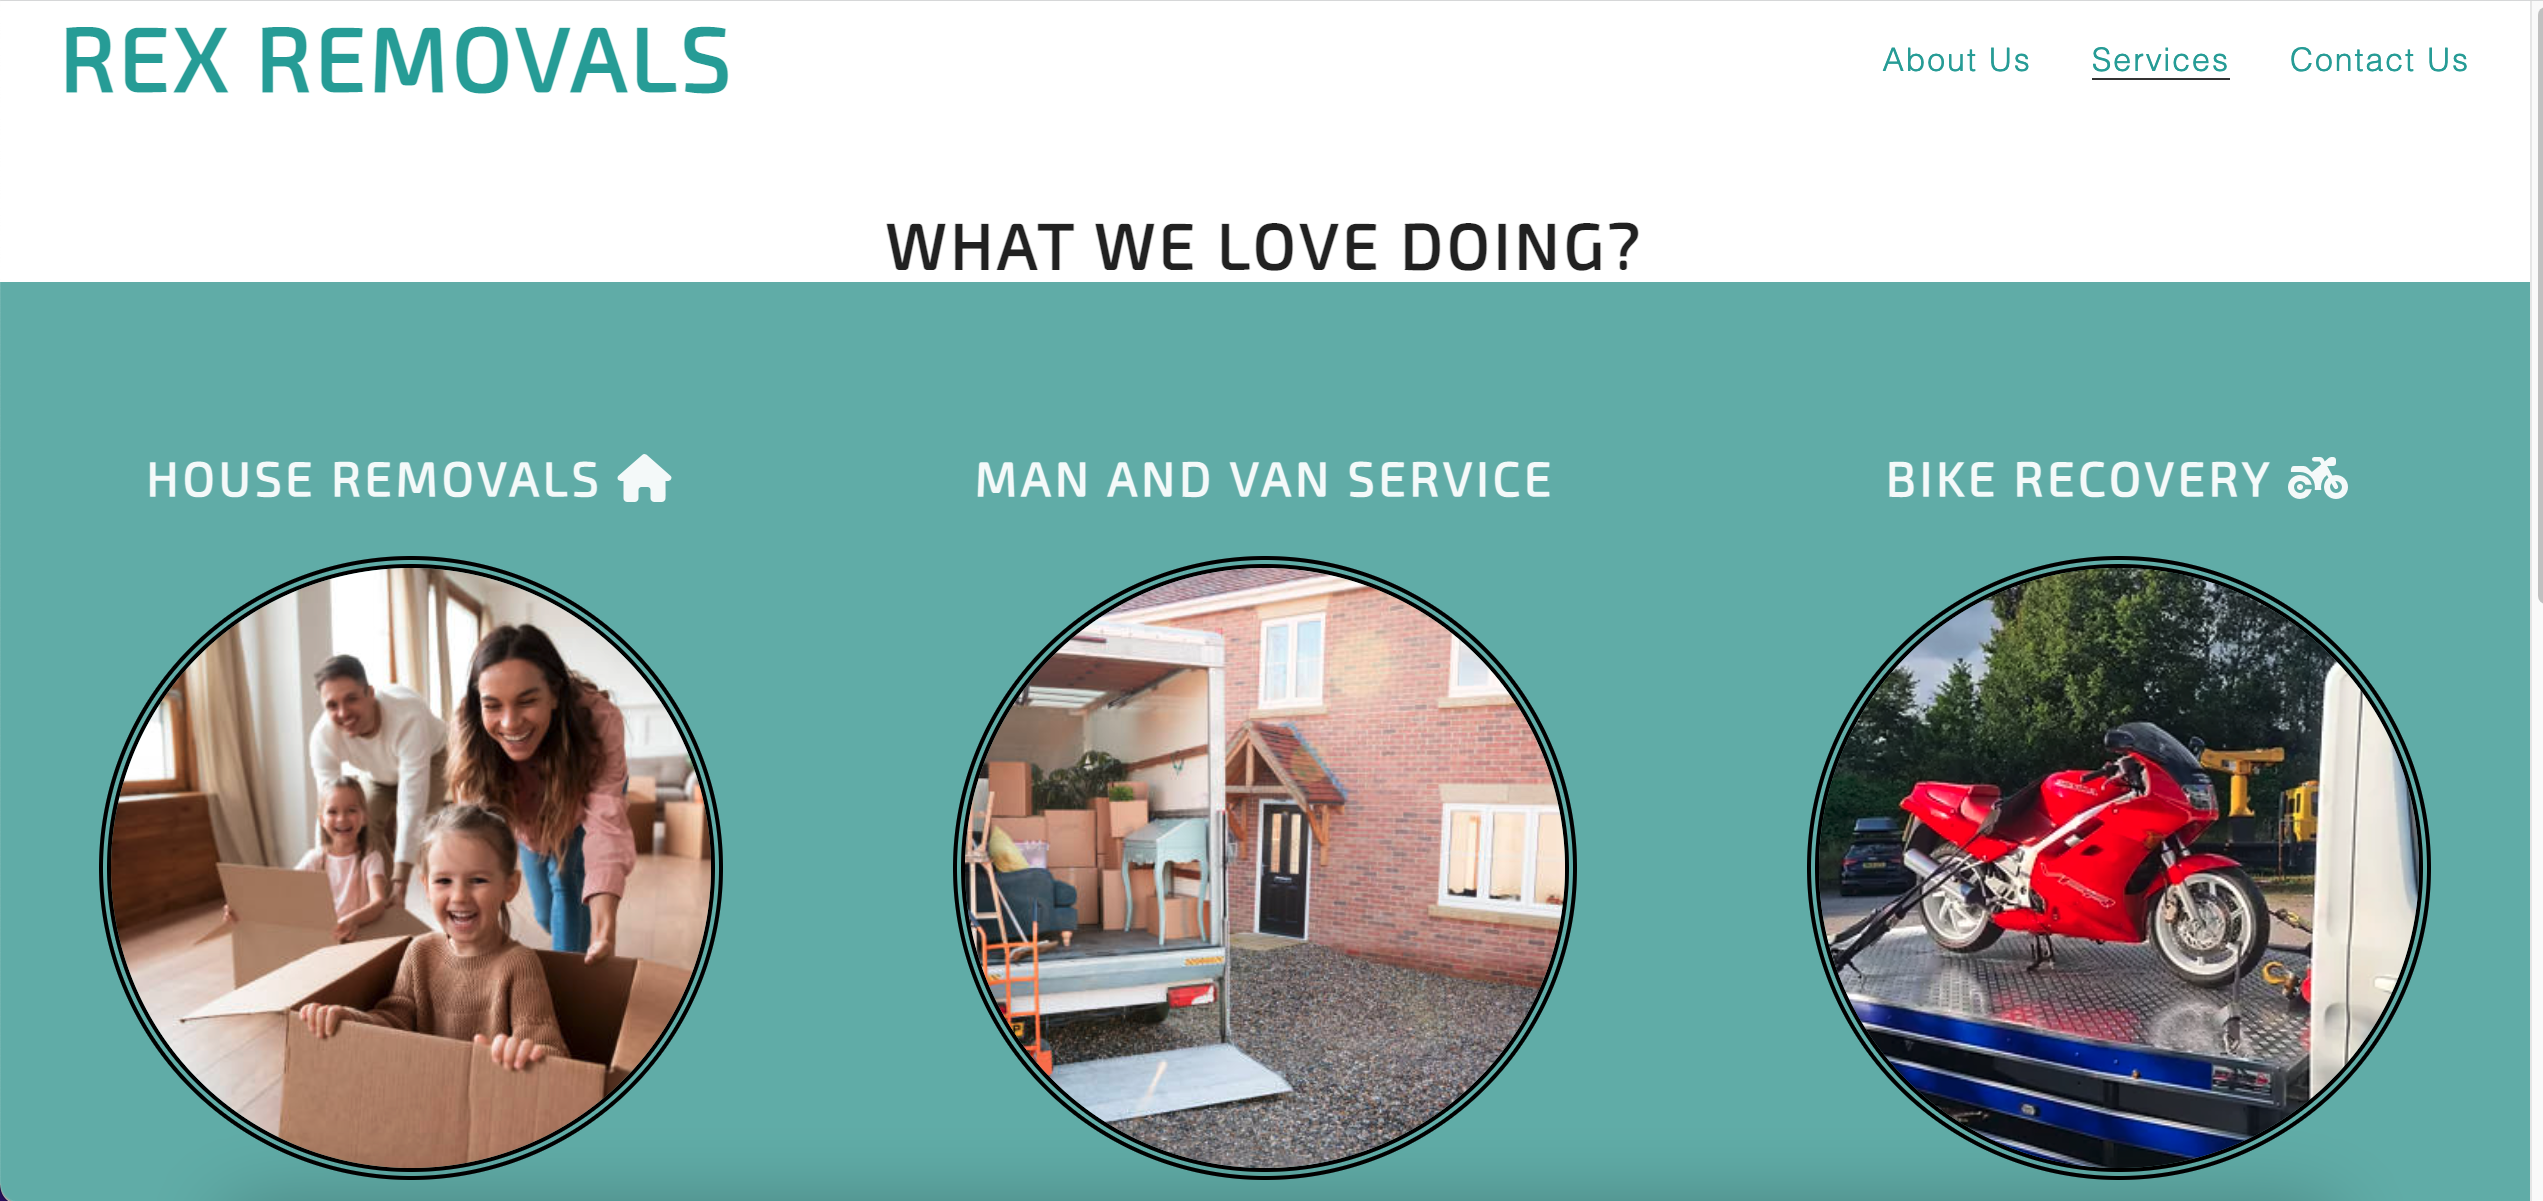 REX REMOVALS
About Us Services Contact Us
WHAT WE LOVE DOING?
HOUSE REMOVALS
MAN AND VAN SERVICE
BIKE RECOVERY